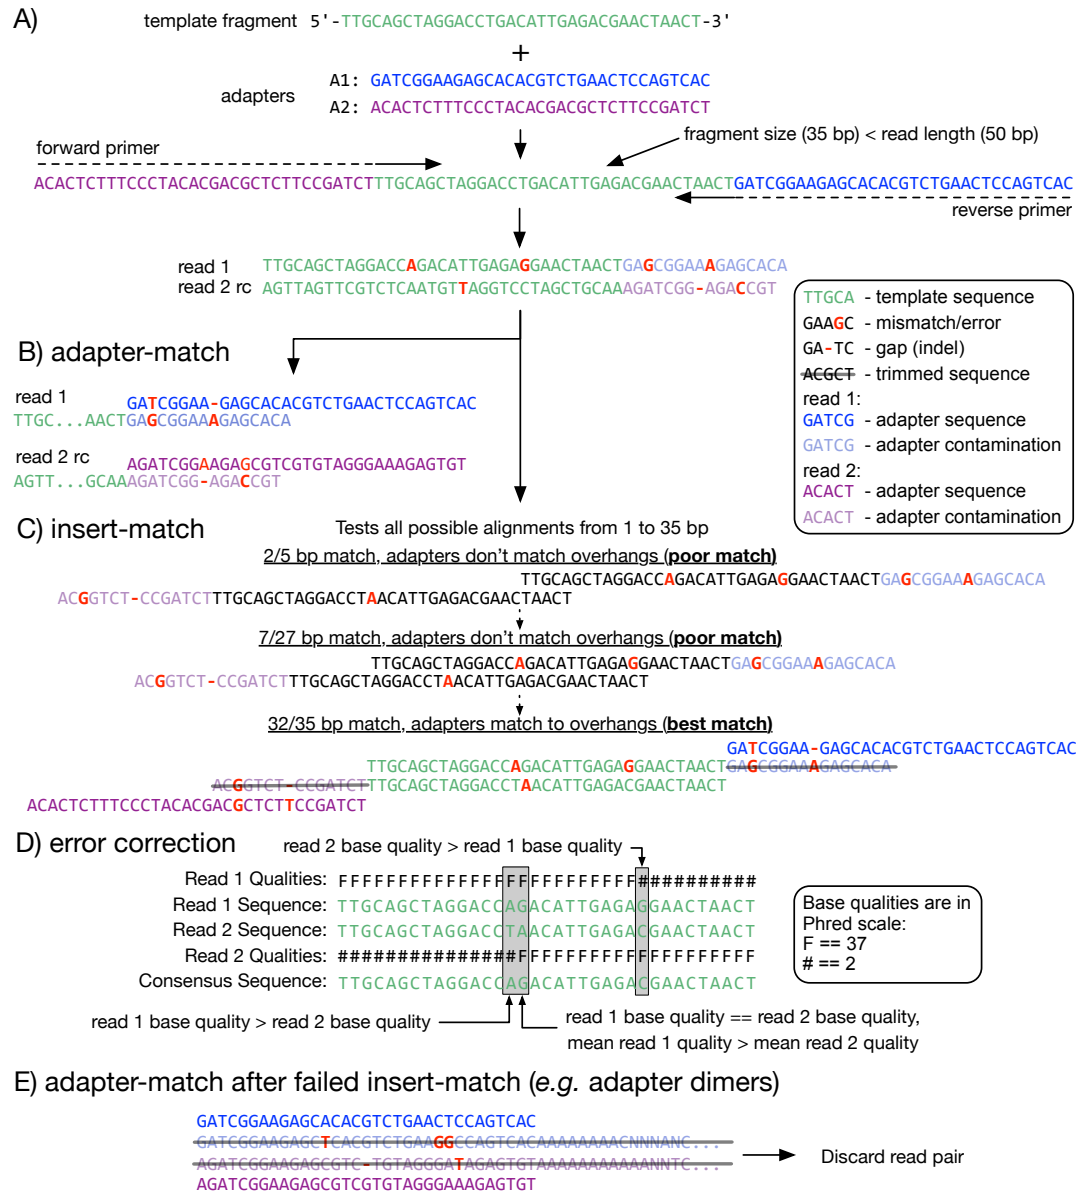 A)
template fragment 5'-TTGCAGCTAGGACCTGACATTGAGACGAACTAACT-3'
+
adapters
A1: GATCGGAAGAGCACACGTCTGAACTCCAGTCAC
A2: ACACTCTTTCCCTACACGACGCTCTTCCGATCT
fragment size (35 bp) < read length (50 bp)
forward primer
ACACTCTTTCCCTACACGACGCTCTTCCGATCTTTGCAGCTAGGACCTGACATTGAGACGAACTAACTGATCGGAAGAGCACACGTCTGAACTCCAGTCAC
reverse primer
read 1 TTGCAGCTAGGACCAGACATTGAGAGGAACTAACTGAGCGGAAAGAGCACA
read 2 rc AGTTAGTTCGTCTCAATGTTAGGTCCTAGCTGCAAAGATCGG-AGACCGT
TTGCA - template sequence
GAAGC - mismatch/error
GA-TC - gap (indel)
ACGCT - trimmed sequence
read 1:
GATCG - adapter sequence
GATCG - adapter contamination
read 2:
ACACT - adapter sequence
ACACT - adapter contamination
B) adapter-match
read 1
GATCGGAA-GAGCACACGTCTGAACTCCAGTCAC
TTGC...AACTGAGCGGAAAGAGCACA
read 2 rc
AGATCGGAAGAGCGTCGTGTAGGGAAAGAGTGT
AGTT...GCAAAGATCGG-AGACCGT
C) insert-match
Tests all possible alignments from 1 to 35 bp
2/5 bp match, adapters don't match overhangs (poor match)
TTGCAGCTAGGACCAGACATTGAGAGGAACTAACTGAGCGGAAAGAGCACA
ACGGTCT-CCGATCTTTGCAGCTAGGACCTAACATTGAGACGAACTAACT
7/27 bp match, adapters don't match overhangs (poor match)
TTGCAGCTAGGACCAGACATTGAGAGGAACTAACTGAGCGGAAAGAGCACA
ACGGTCT-CCGATCTTTGCAGCTAGGACCTAACATTGAGACGAACTAACT
32/35 bp match, adapters match to overhangs (best match)
GATCGGAA-GAGCACACGTCTGAACTCCAGTCAC
TTGCAGCTAGGACCAGACATTGAGAGGAACTAACTGAGCGGAAAGAGCACA
ACGGTCT-CCGATCTTTGCAGCTAGGACCTAACATTGAGACGAACTAACT
ACACTCTTTCCCTACACGACGCTCTTCCGATCT
D) error correction
read 2 base quality > read 1 base quality
Read 1 Qualities: FFFFFFFFFFFFFFFFFFFFFFFFF##########
Read 1 Sequence: TTGCAGCTAGGACCAGACATTGAGAGGAACTAACT
Read 2 Sequence: TTGCAGCTAGGACCTAACATTGAGACGAACTAACT
Read 2 Qualities: ###############FFFFFFFFFFFFFFFFFFFF
Consensus Sequence: TTGCAGCTAGGACCAGACATTGAGACGAACTAACT
Base qualities are in
Phred scale:
F == 37
# == 2
read 1 base quality > read 2 base quality
read 1 base quality == read 2 base quality,
mean read 1 quality > mean read 2 quality
E) adapter-match after failed insert-match (e.g. adapter dimers)
GATCGGAAGAGCACACGTCTGAACTCCAGTCAC
GATCGGAAGAGCTCACGTCTGAAGGCCAGTCACAAAAAAAACNNNANC...
AGATCGGAAGAGCGTC-TGTAGGGATAGAGTGTAAAAAAAAAAANNTC...
AGATCGGAAGAGCGTCGTGTAGGGAAAGAGTGT
Discard read pair